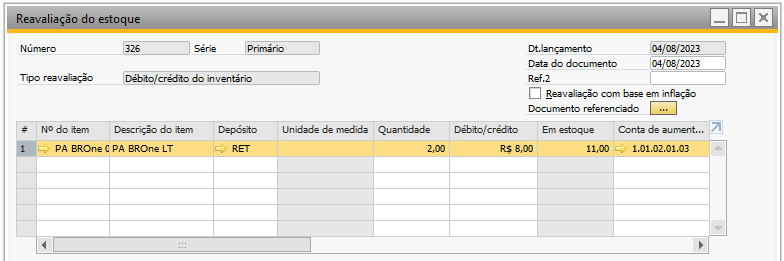 Reavaliação do estoque
Número 326 Série Primário
Dt.lançamento 04/08/2023
Data do documento 04/08/2023
Tipo reavaliação Débito/crédito do inventário
Ref.2
Reavaliação com base em inflação
Documento referenciado ...
# Nº do item Descrição do item Depósito Unidade de medida Quantidade Débito/crédito Em estoque Conta de aument...
1 PA BROne 0 PA BROne LT RET 2,00 R$ 8,00 11,00 1.01.02.01.03